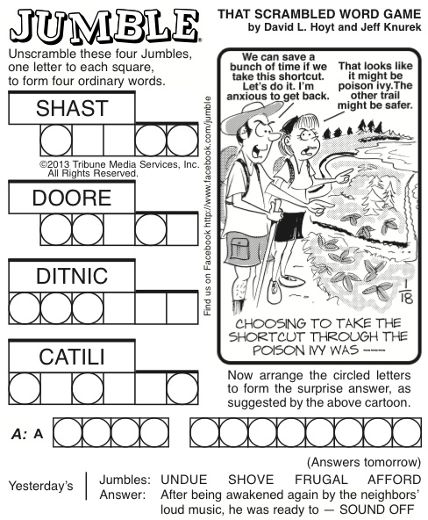 JUMBLE
THAT SCRAMBLED WORD GAME
by David L. Hoyt and Jeff Knurek
Unscramble these four Jumbles,
one letter to each square,
to form four ordinary words.
SHAST
©2013 Tribune Media Services, Inc.
All Rights Reserved.
DOORE
DITNIC
CATILI
Find us on Facebook http://www.facebook.com/jumble
We can save a
bunch of time if we
take this shortcut.
Let's do it. I'm
anxious to get back.
That looks like
it might be
poison ivy.The
other trail
might be safer.
1
18
CHOOSING TO TAKE THE
SHORTCUT THROUGH THE
POISON IVY WAS ----
Now arrange the circled letters
to form the surprise answer, as
suggested by the above cartoon.
A: A
(Answers tomorrow)
Yesterday's
Jumbles: UNDUE SHOVE FRUGAL AFFORD
Answer: After being awakened again by the neighbors'
loud music, he was ready to — SOUND OFF